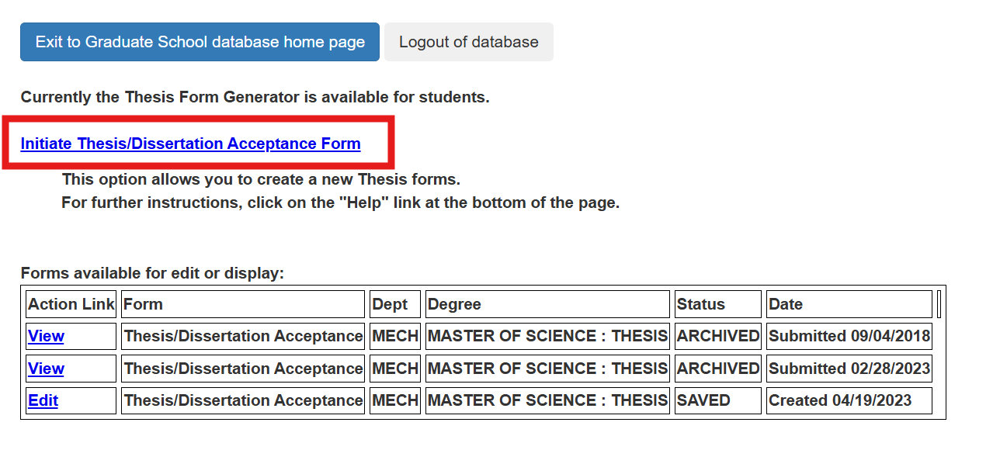 Exit to Graduate School database home page Logout of database
Currently the Thesis Form Generator is available for students.
Initiate Thesis/Dissertation Acceptance Form
This option allows you to create a new Thesis forms.
For further instructions, click on the "Help" link at the bottom of the page.
Forms available for edit or display:
Action Link Form Dept Degree Status Date
View Thesis/Dissertation Acceptance MECH MASTER OF SCIENCE : THESIS ARCHIVED Submitted 09/04/2018
View Thesis/Dissertation Acceptance MECH MASTER OF SCIENCE : THESIS ARCHIVED Submitted 02/28/2023
Edit Thesis/Dissertation Acceptance MECH MASTER OF SCIENCE : THESIS SAVED Created 04/19/2023